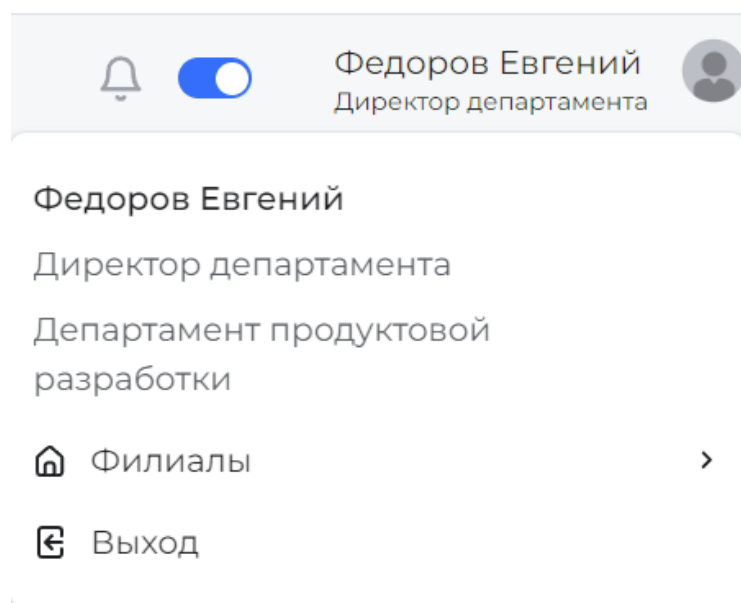 Федоров Евгений
Директор департамента
Федоров Евгений
Директор департамента
Департамент продуктовой
разработки
Филиалы
Выход